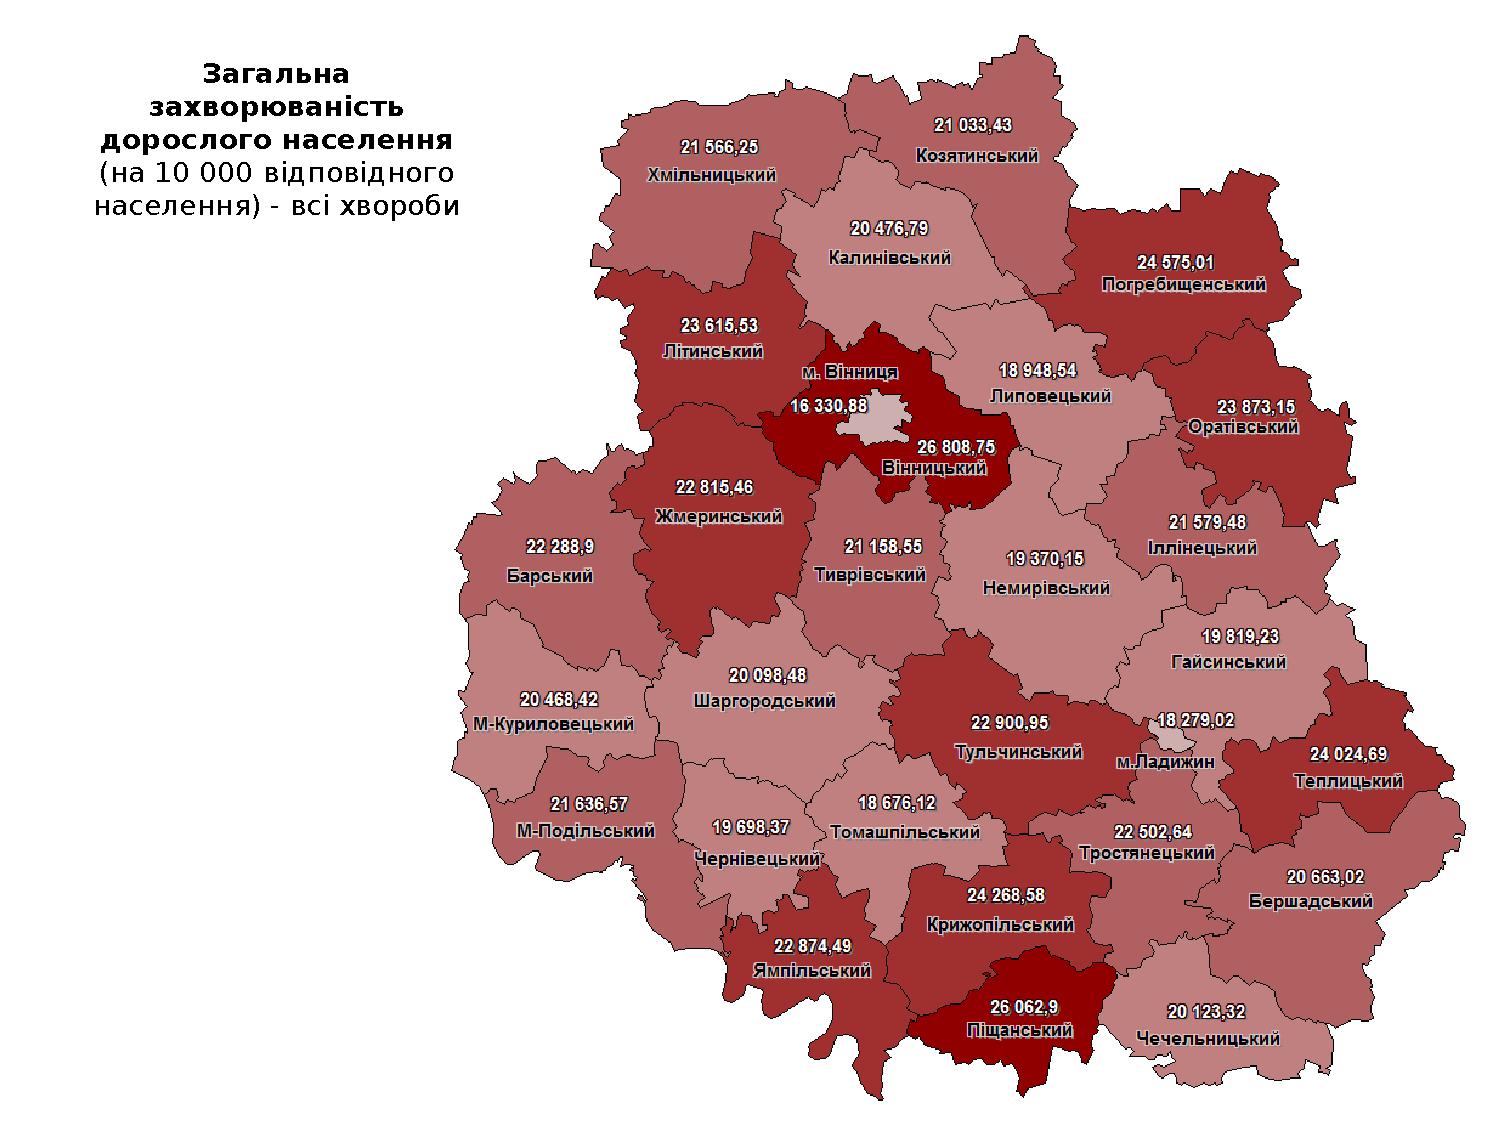 Загальна
захворюваність
дорослого населення
(на 10 000 відповідного
населення) - всі хвороби
21 033,43
Козятинський
21 566,25
Хмільницький
20 476,79
Калинівський
24 575,01
Погребищенський
23 615,53
Літинський
м. Вінниця
16 330,88
18 948,54
Липовецький
23 873,15
Оратівський
26 808,75
Вінницький
22 815,46
Жмеринський
21 579,48
Іллінецький
22 288,9
Барський
21 158,55
Тиврівський
19 370,15
Немирівський
19 819,23
Гайсинський
20 098,48
Шаргородський
20 468,42
М-Куриловецький
22 900,95
Тульчинський
18 279,02
м.Ладижин
24 024,69
Теплицький
21 636,57
М-Подільський
19 698,37
Чернівецький
18 676,12
Томашпільський
22 502,64
Тростянецький
20 663,02
Бершадський
24 268,58
Крижопільський
22 874,49
Ямпільський
26 062,9
Піщанський
20 123,32
Чечельницький